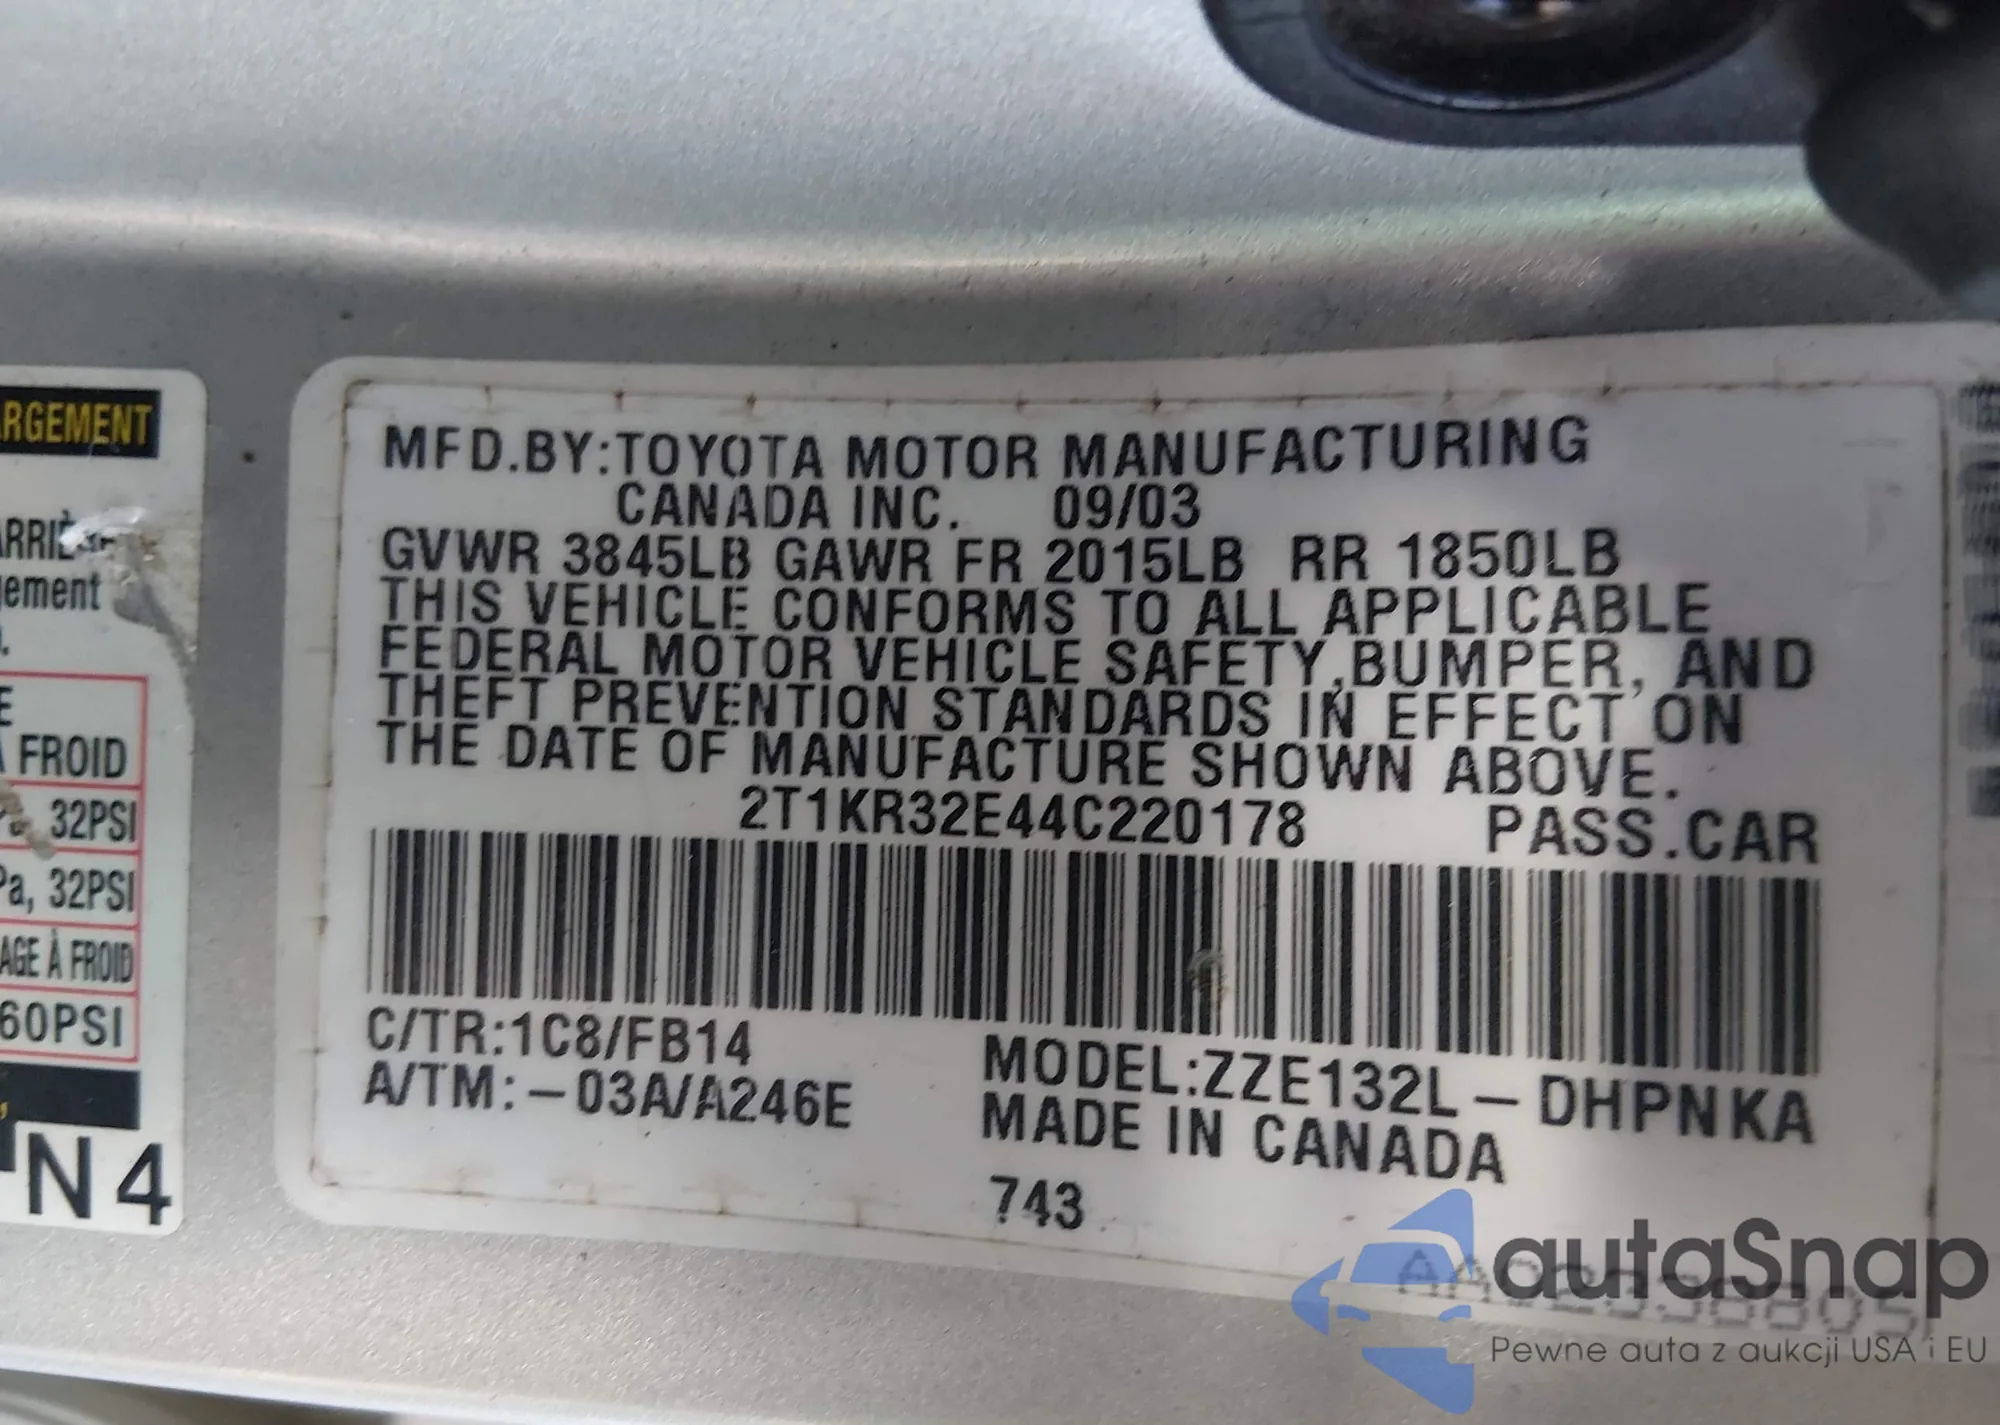 ARGEMENT
ARRIÈRE
gement
E
À FROID
Pa, 32PSI
Pa, 32PSI
AGE À FROID
60PSI
N4
MFD.BY:TOYOTA MOTOR MANUFACTURING
CANADA INC. 09/03
GVWR 3845LB GAWR FR 2015LB RR 1850LB
THIS VEHICLE CONFORMS TO ALL APPLICABLE
FEDERAL MOTOR VEHICLE SAFETY,BUMPER, AND
THEFT PREVENTION STANDARDS IN EFFECT ON
THE DATE OF MANUFACTURE SHOWN ABOVE.
2T1KR32E44C220178 PASS.CAR
C/TR:1C8/FB14
A/TM:-03A/A246E
MODEL:ZZE132L-DHPNKA
MADE IN CANADA
743
autaSnap
Pewne auta z aukcji USA i EU